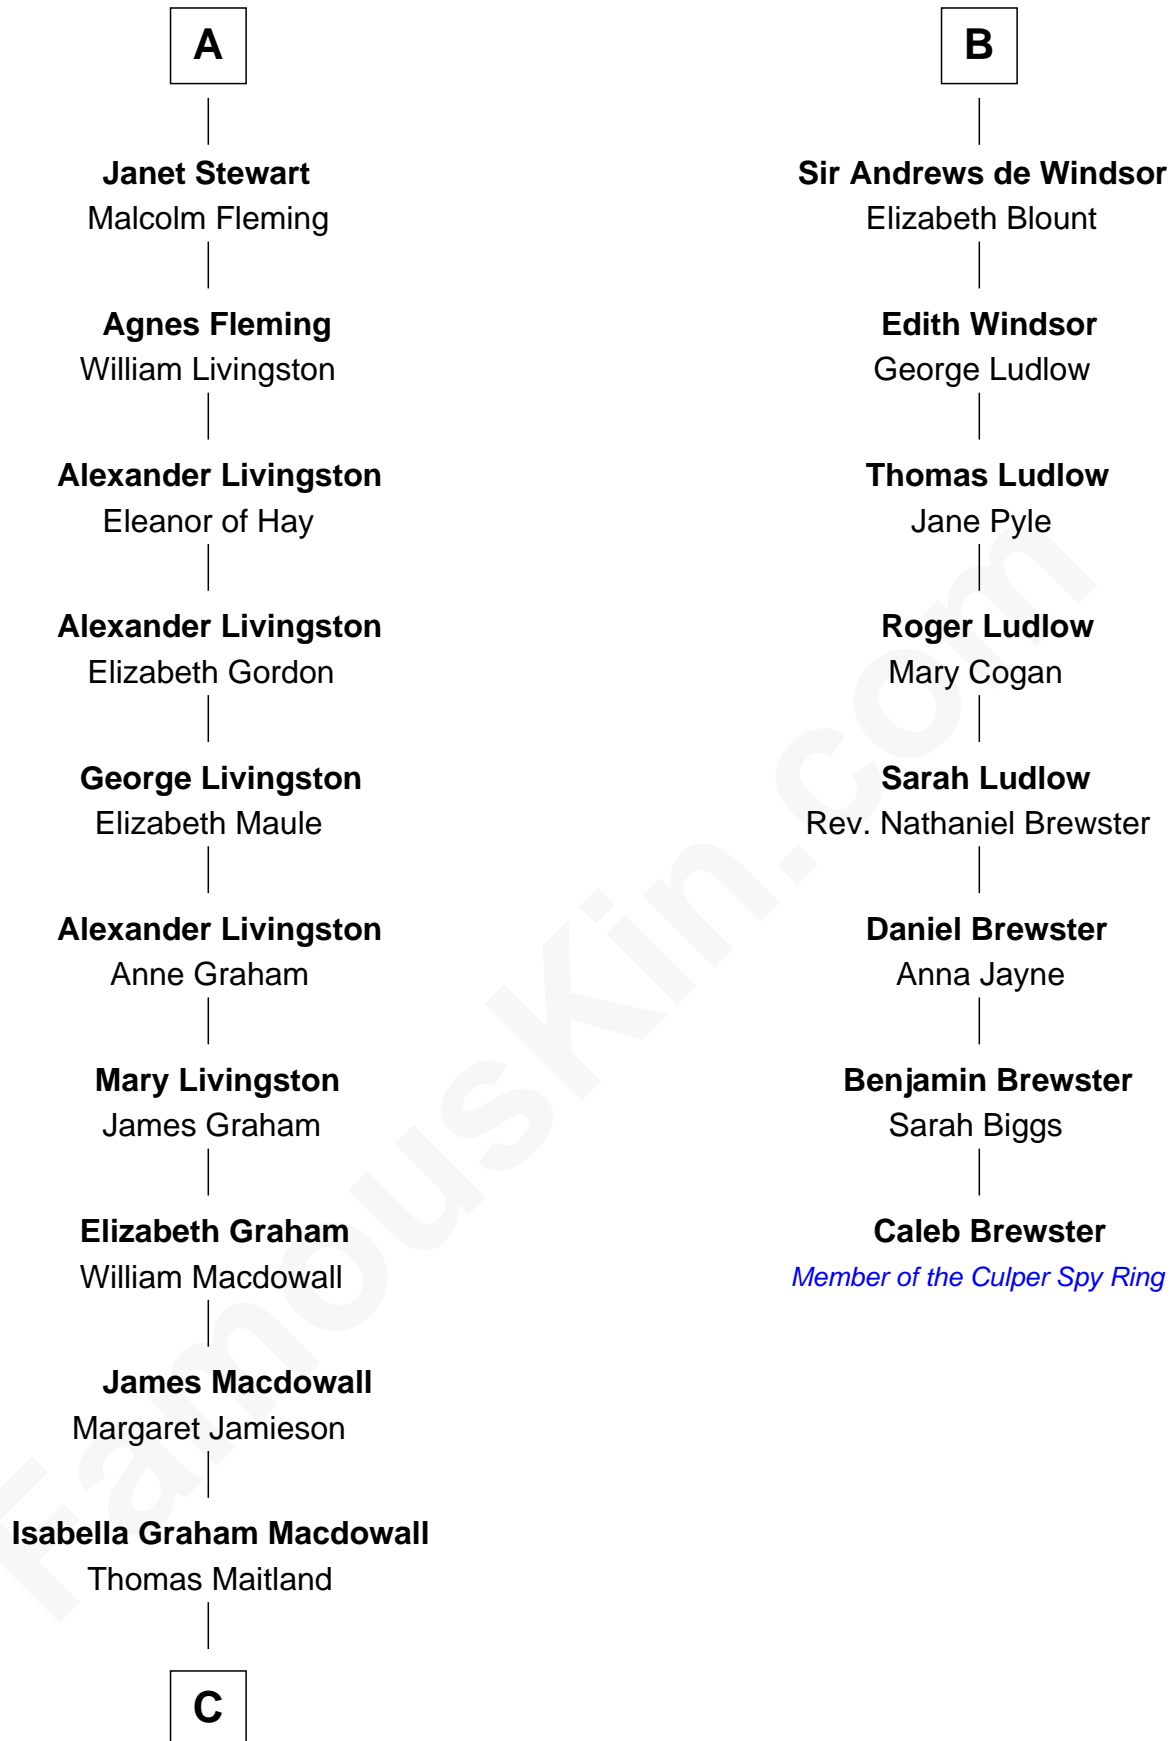 A
Janet Stewart
Malcolm Fleming
Agnes Fleming
William Livingston
Alexander Livingston
Eleanor of Hay
Alexander Livingston
Elizabeth Gordon
George Livingston
Elizabeth Maule
Alexander Livingston
Anne Graham
Mary Livingston
James Graham
Elizabeth Graham
William Macdowall
James Macdowall
Margaret Jamieson
Isabella Graham Macdowall
Thomas Maitland
C
B
Sir Andrews de Windsor
Elizabeth Blount
Edith Windsor
George Ludlow
Thomas Ludlow
Jane Pyle
Roger Ludlow
Mary Cogan
Sarah Ludlow
Rev. Nathaniel Brewster
Daniel Brewster
Anna Jayne
Benjamin Brewster
Sarah Biggs
Caleb Brewster
Member of the Culper Spy Ring
FamousKin.com